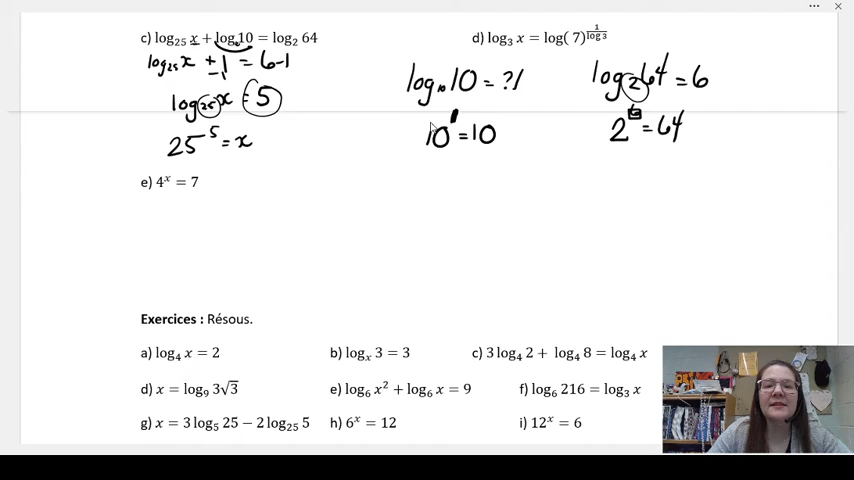 c) log₂₅ x + log 10 = log₂ 64
d) log₃ x = log( 7)^(1/log 3)
log₂₅ x + 1 = 6-1
-1
log₂₅ x = 5
25⁵ = x
log₁₀ 10 = ?1
10¹ = 10
log₂ 64 = 6
2⁶ = 64
e) 4ˣ = 7
Exercices : Résous.
a) log₄ x = 2
b) logₓ 3 = 3
c) 3 log₄ 2 + log₄ 8 = log₄ x
d) x = log₉ 3√3
e) log₆ x² + log₆ x = 9
f) log₆ 216 = log₃ x
g) x = 3 log₅ 25 − 2 log₂₅ 5
h) 6ˣ = 12
i) 12ˣ = 6